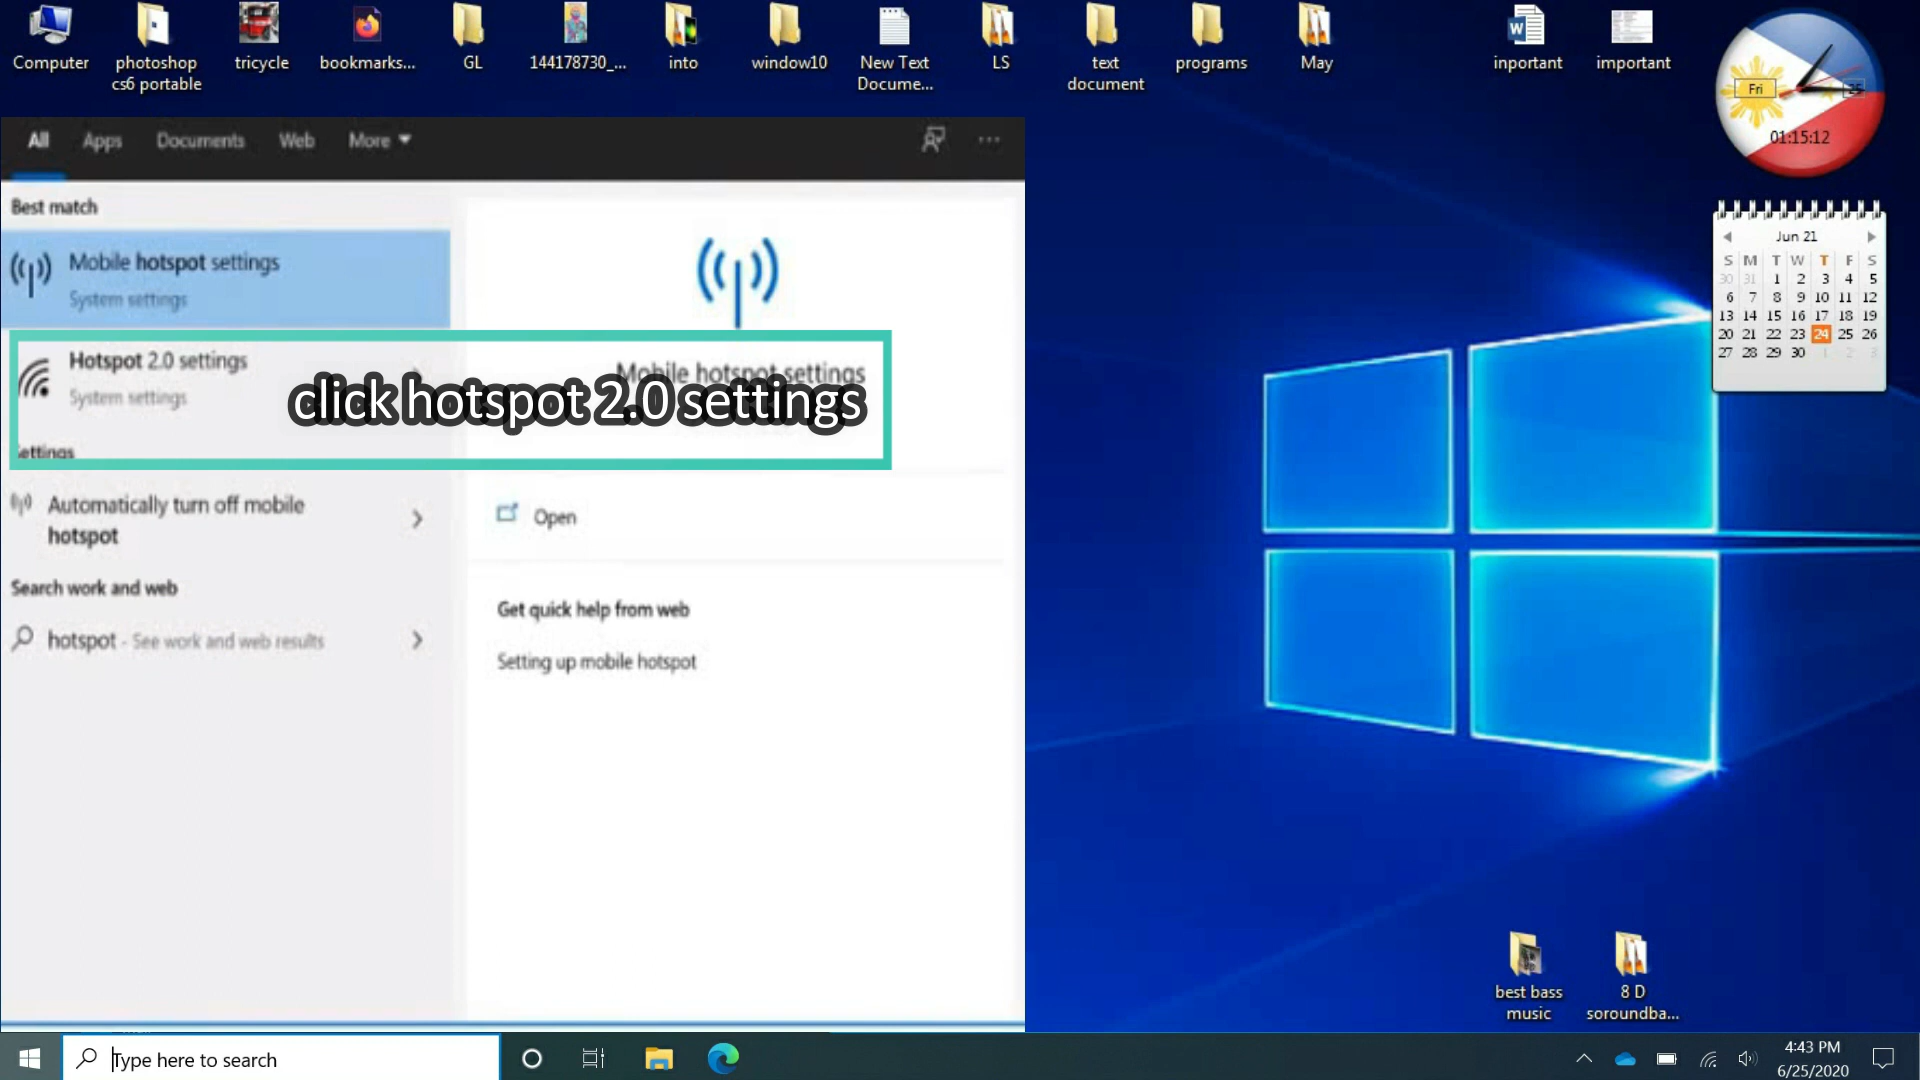 Computer
photoshop
cs6 portable
tricycle
bookmarks...
GL
144178730_...
into
window10
New Text
Docume...
LS
text
document
programs
May
inportant
important
Fri
25
01:15:12
All Apps Documents Web More
Best match
Mobile hotspot settings
System settings
Hotspot 2.0 settings
System settings
Mobile hotspot settings
click hotspot 2.0 settings
Settings
Automatically turn off mobile
hotspot
Search work and web
hotspot - See work and web results
Open
Get quick help from web
Setting up mobile hotspot
Jun 21
S M T W T F S
30 31 1 2 3 4 5
6 7 8 9 10 11 12
13 14 15 16 17 18 19
20 21 22 23 24 25 26
27 28 29 30 1 2 3
best bass
music
8 D
soroundba...
Type here to search
4:43 PM
6/25/2020